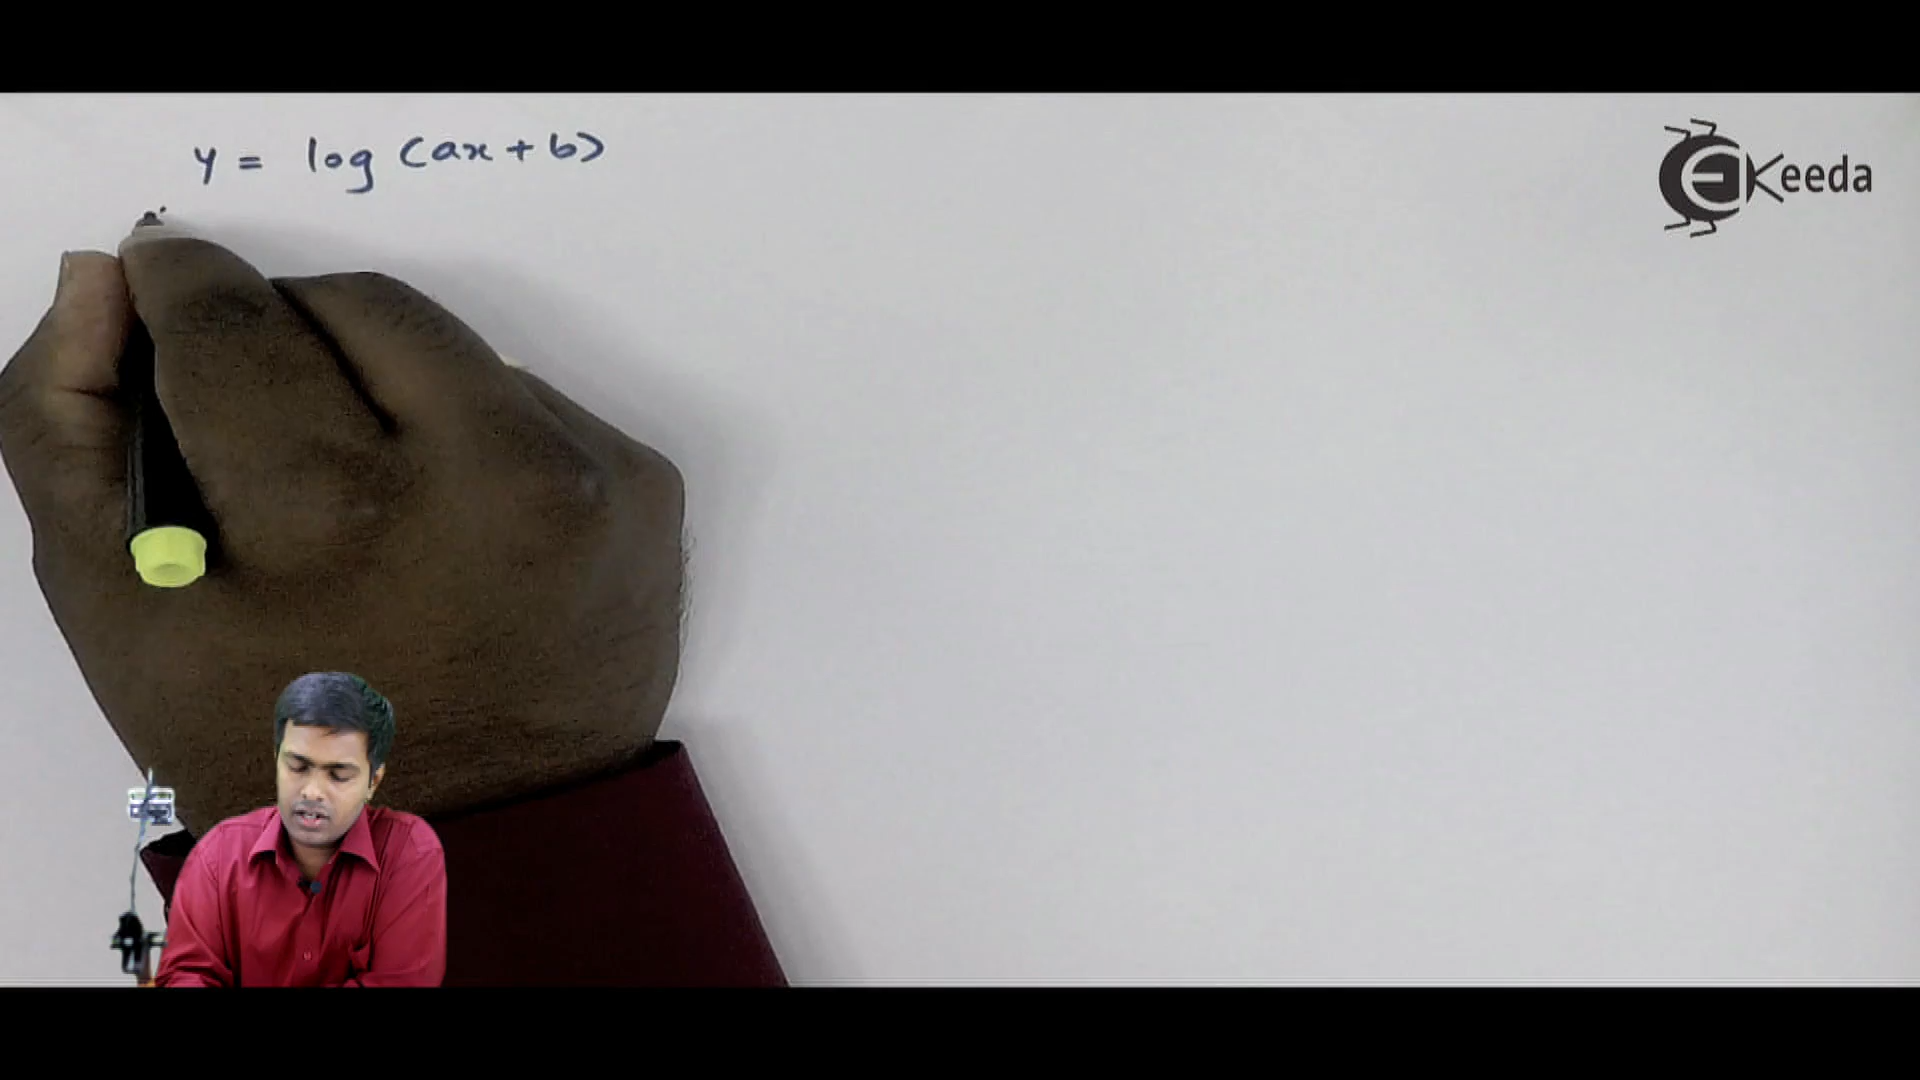 y = log (ax + b)
EKeeda